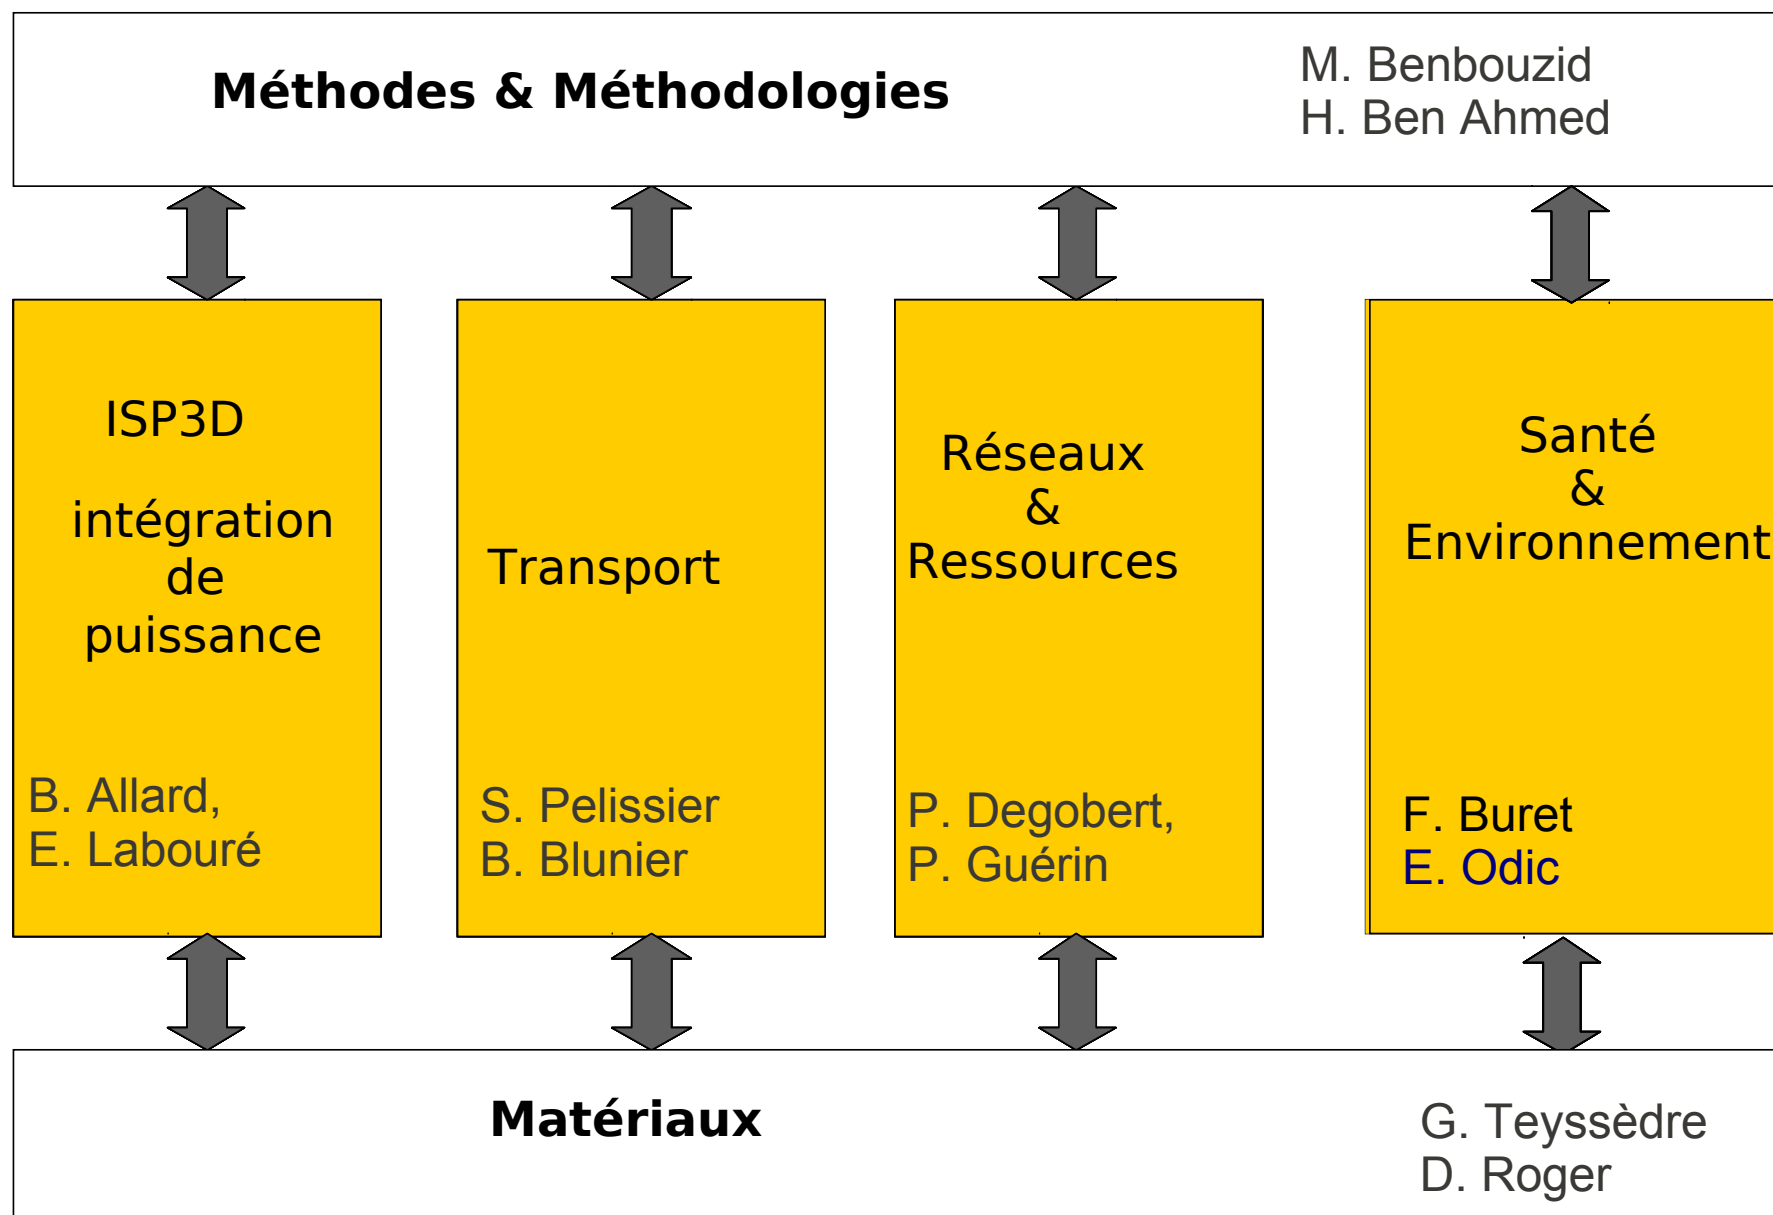 Méthodes & Méthodologies
M. Benbouzid
H. Ben Ahmed
ISP3D
intégration
de
puissance
B. Allard,
E. Labouré
Transport
S. Pelissier
B. Blunier
Réseaux
&
Ressources
P. Degobert,
P. Guérin
Santé
&
Environnement
F. Buret
E. Odic
Matériaux
G. Teyssèdre
D. Roger